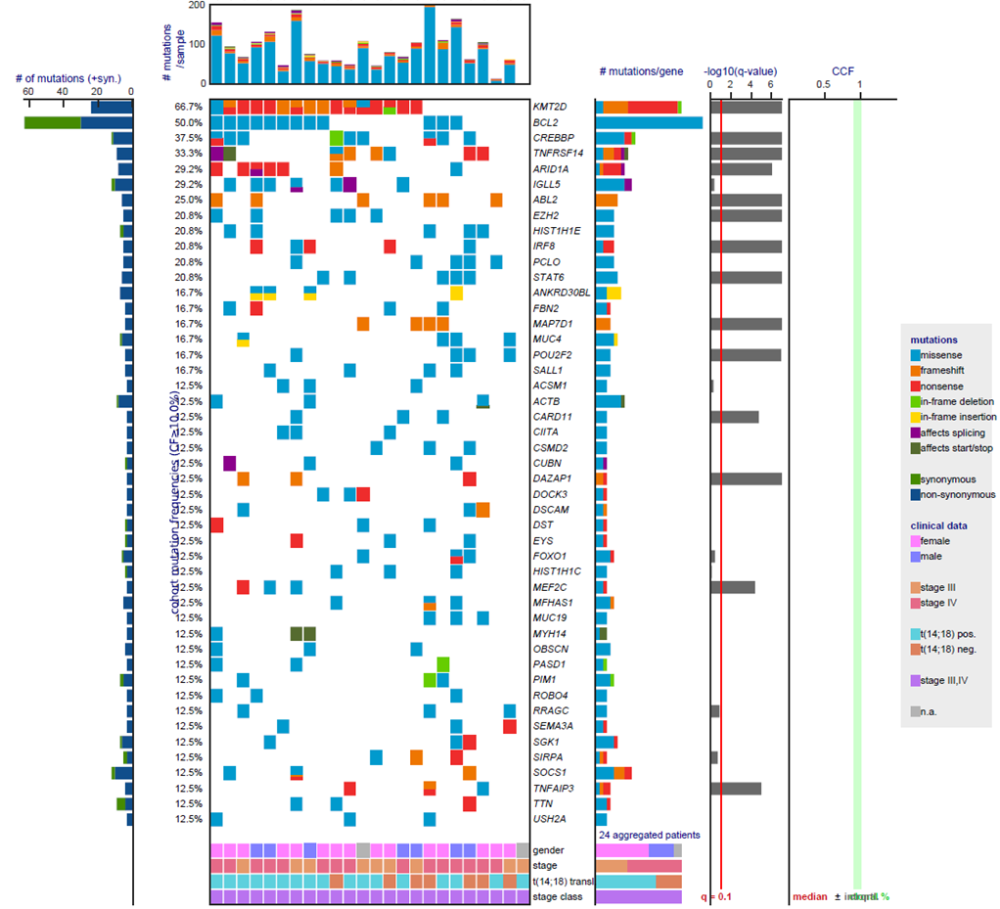 200
100
0
# mutations
/sample
# of mutations (+syn.)
60 40 20 0
# mutations/gene
-log10(q-value)
0 2 4 6
CCF
0.5 1
cohort mutation frequencies (CF≥10.0%)
66.7% KMT2D
50.0% BCL2
37.5% CREBBP
33.3% TNFRSF14
29.2% ARID1A
29.2% IGLL5
25.0% ABL2
20.8% EZH2
20.8% HIST1H1E
20.8% IRF8
20.8% PCLO
20.8% STAT6
16.7% ANKRD30BL
16.7% FBN2
16.7% MAP7D1
16.7% MUC4
16.7% POU2F2
16.7% SALL1
12.5% ACSM1
12.5% ACTB
12.5% CARD11
12.5% CIITA
12.5% CSMD2
12.5% CUBN
12.5% DAZAP1
12.5% DOCK3
12.5% DSCAM
12.5% DST
12.5% EYS
12.5% FOXO1
12.5% HIST1H1C
12.5% MEF2C
12.5% MFHAS1
12.5% MUC19
12.5% MYH14
12.5% OBSCN
12.5% PASD1
12.5% PIM1
12.5% ROBO4
12.5% RRAGC
12.5% SEMA3A
12.5% SGK1
12.5% SIRPA
12.5% SOCS1
12.5% TNFAIP3
12.5% TTN
12.5% USH2A
24 aggregated patients
gender
stage
t(14;18) transl
stage class
q = 0.1
median ±
%
mutations
missense
frameshift
nonsense
in-frame deletion
in-frame insertion
affects splicing
affects start/stop
synonymous
non-synonymous
clinical data
female
male
stage III
stage IV
t(14;18) pos.
t(14;18) neg.
stage III,IV
n.a.